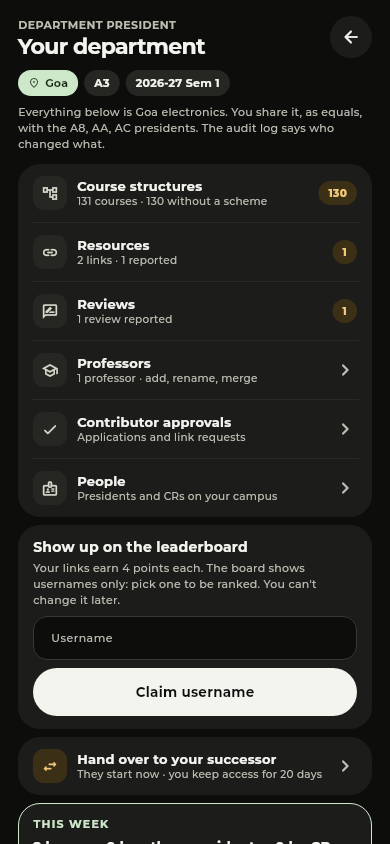 DEPARTMENT PRESIDENT
Your department
Goa
A3
2026-27 Sem 1
Everything below is Goa electronics. You share it, as equals,
with the A8, AA, AC presidents. The audit log says who
changed what.
Course structures
131 courses · 130 without a scheme
130
Resources
2 links · 1 reported
1
Reviews
1 review reported
1
Professors
1 professor · add, rename, merge
Contributor approvals
Applications and link requests
People
Presidents and CRs on your campus
Show up on the leaderboard
Your links earn 4 points each. The board shows
usernames only: pick one to be ranked. You can't
change it later.
Username
Claim username
Hand over to your successor
They start now · you keep access for 20 days
THIS WEEK